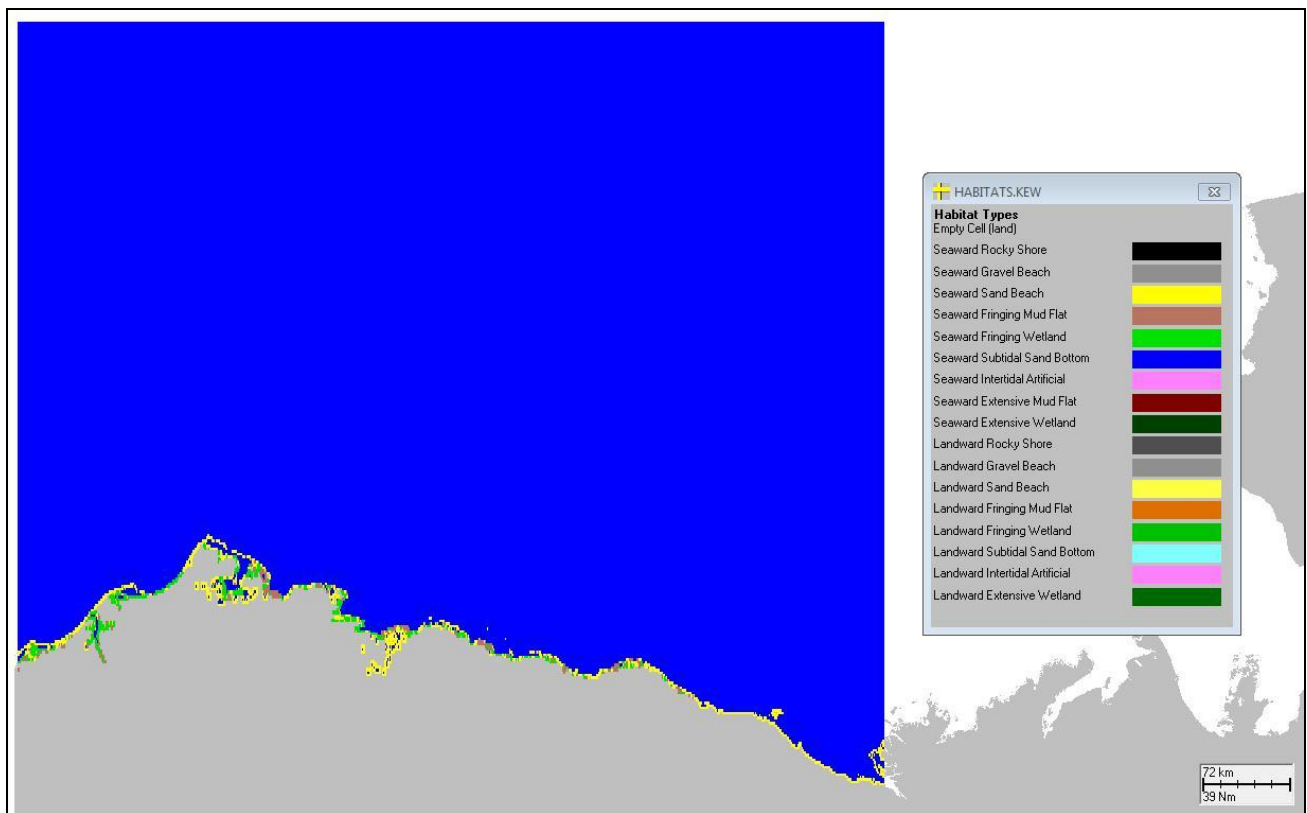 HABITATS.KEW
Habitat Types
Empty Cell (land)
Seaward Rocky Shore
Seaward Gravel Beach
Seaward Sand Beach
Seaward Fringing Mud Flat
Seaward Fringing Wetland
Seaward Subtidal Sand Bottom
Seaward Intertidal Artificial
Seaward Extensive Mud Flat
Seaward Extensive Wetland
Landward Rocky Shore
Landward Gravel Beach
Landward Sand Beach
Landward Fringing Mud Flat
Landward Fringing Wetland
Landward Subtidal Sand Bottom
Landward Intertidal Artificial
Landward Extensive Wetland
72 km
39 Nm